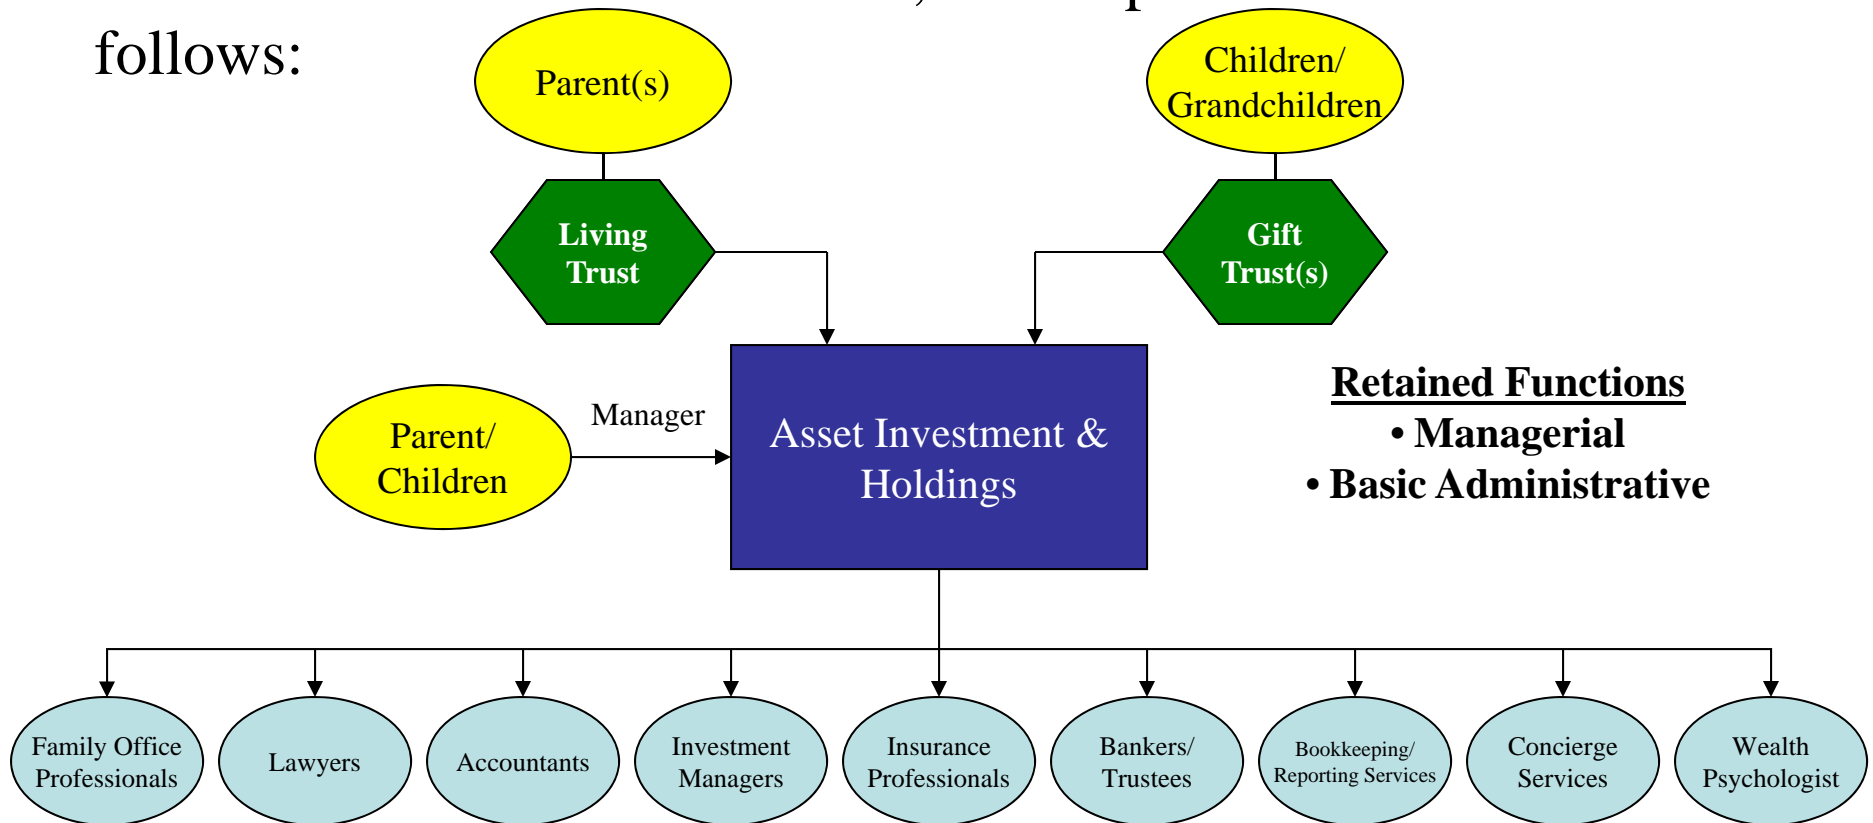 follows:
Parent(s)
Children/
Grandchildren
Living
Trust
Gift
Trust(s)
Parent/
Children
Manager
Asset Investment &
Holdings
Retained Functions
• Managerial
• Basic Administrative
Family Office
Professionals
Lawyers
Accountants
Investment
Managers
Insurance
Professionals
Bankers/
Trustees
Bookkeeping/
Reporting Services
Concierge
Services
Wealth
Psychologist